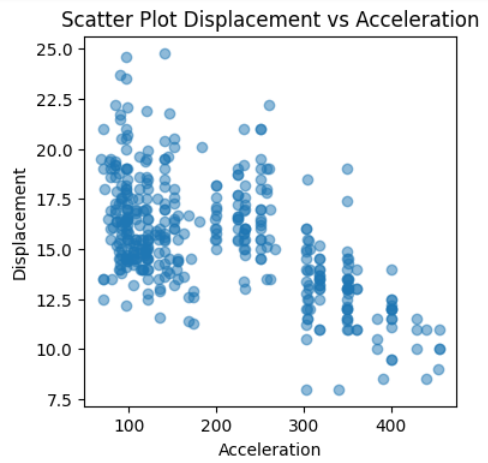 Scatter Plot Displacement vs Acceleration
25.0
22.5
20.0
17.5
15.0
12.5
10.0
7.5
Displacement
100 200 300 400
Acceleration